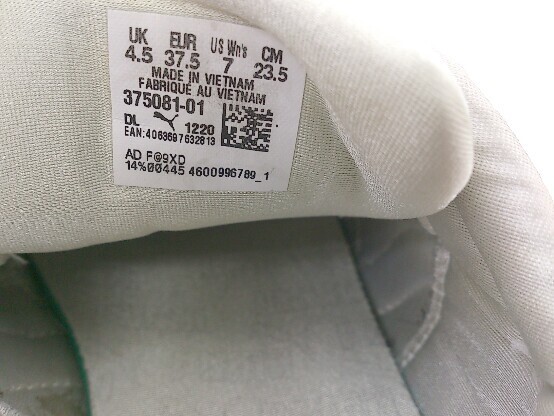 UK EUR US Wn's CM
4.5 37.5 7 23.5
MADE IN VIETNAM
FABRIQUÉ AU VIETNAM
375081-01
DL 1220
EAN:4063697632813
AD F@9XD
14%00445 4600996789_1